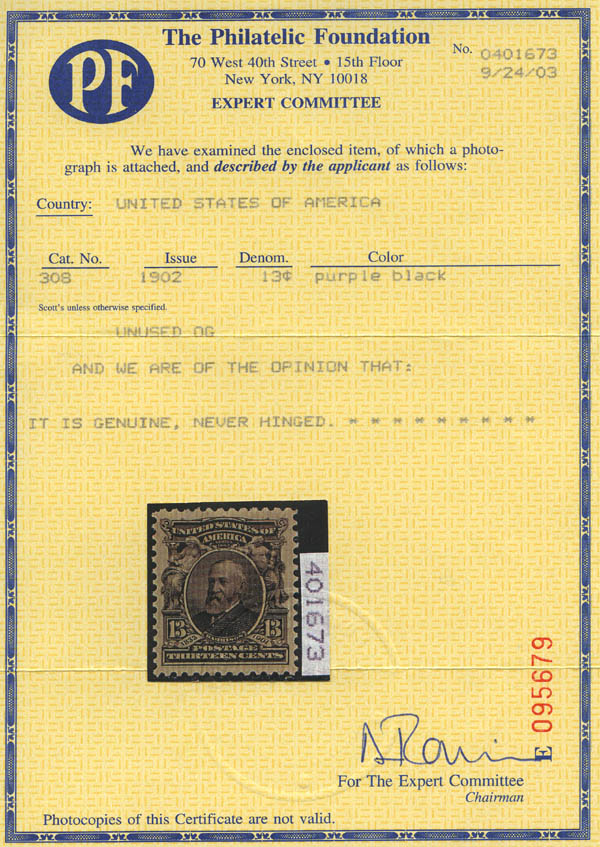 PF
The Philatelic Foundation
70 West 40th Street • 15th Floor
New York, NY 10018
EXPERT COMMITTEE
No. 0401673
9/24/03
We have examined the enclosed item, of which a photo-
graph is attached, and described by the applicant as follows:
Country: UNITED STATES OF AMERICA
Cat. No. Issue Denom. Color
308 1902 13¢ purple black
Scott's unless otherwise specified.
UNUSED OG
AND WE ARE OF THE OPINION THAT:
IT IS GENUINE, NEVER HINGED. * * * * * * * * *
UNITED STATES OF
AMERICA
13 13
POSTAGE
THIRTEEN CENTS
401673
E 095679
For The Expert Committee
Chairman
Photocopies of this Certificate are not valid.